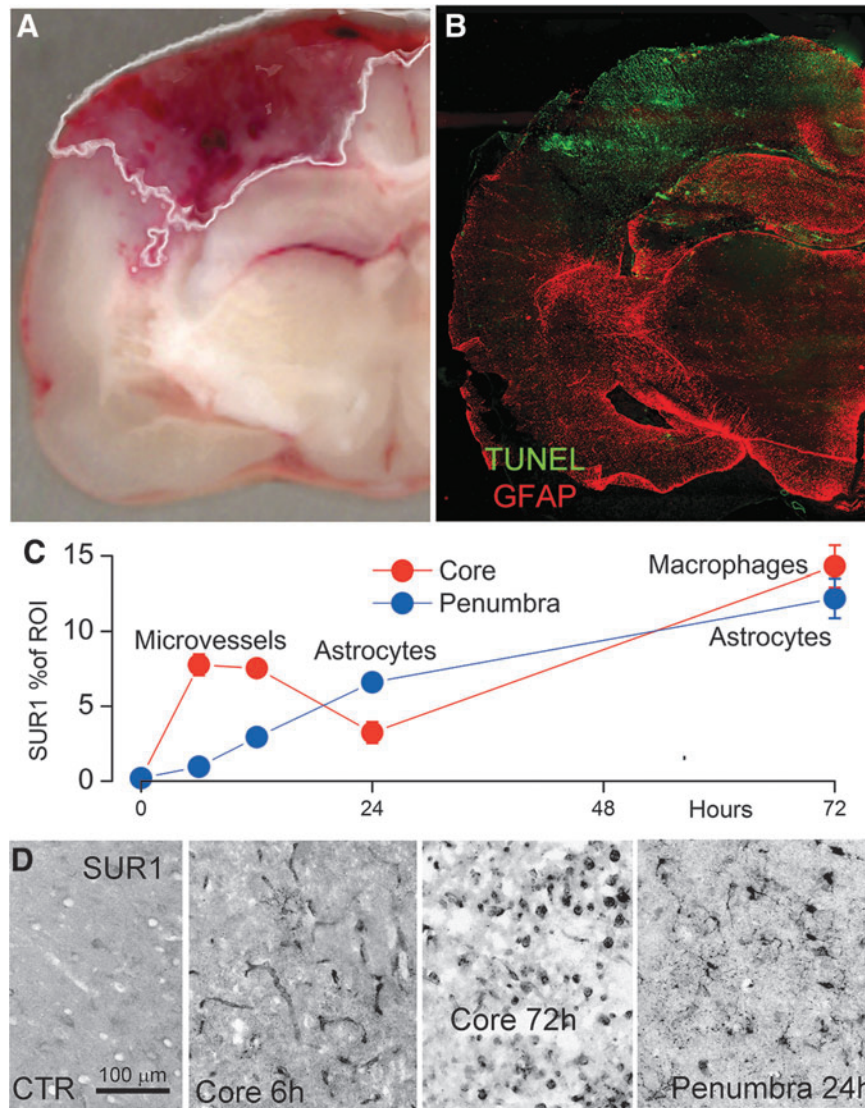 A
B
TUNEL
GFAP
C
SUR1 %of ROI
15
10
5
0
Core
Penumbra
Microvessels
Astrocytes
Macrophages
Astrocytes
0
24
48
Hours
72
D
SUR1
CTR
100 μm
Core 6h
Core 72h
Penumbra 24h